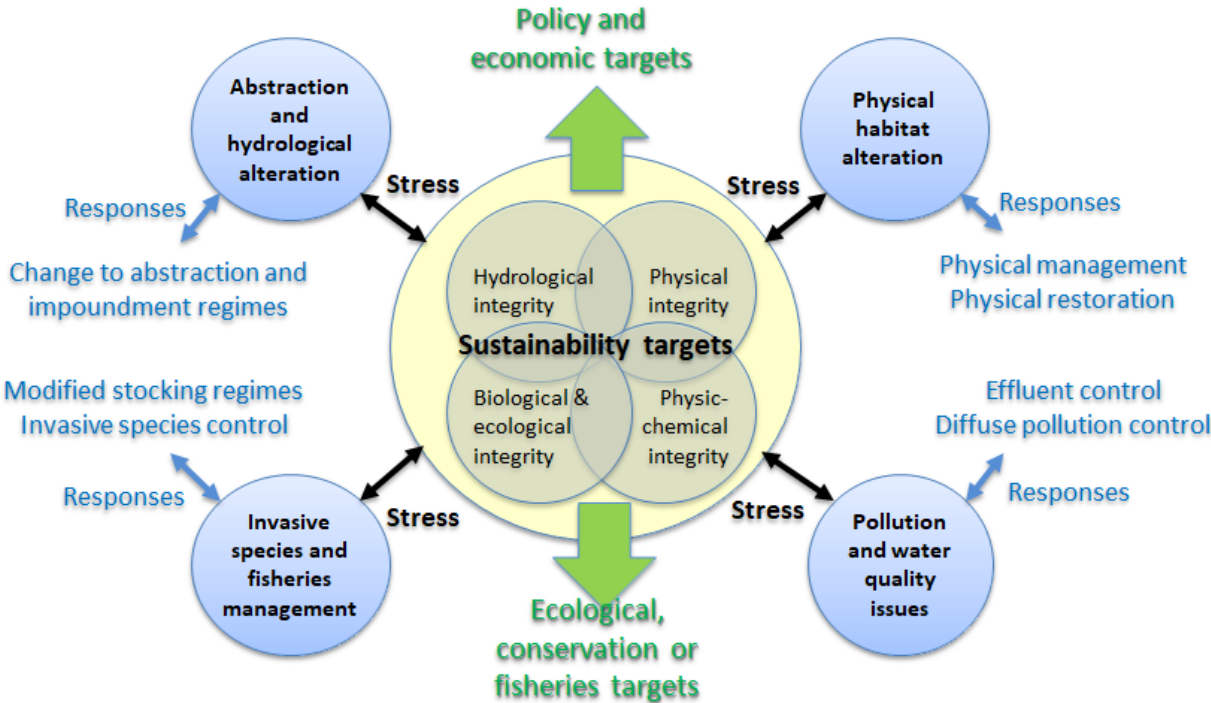 Policy and
economic targets
Abstraction
and
hydrological
alteration
Physical
habitat
alteration
Stress
Stress
Responses
Responses
Change to abstraction and
impoundment regimes
Physical management
Physical restoration
Hydrological
integrity
Physical
integrity
Sustainability targets
Biological &
ecological
integrity
Physic-
chemical
integrity
Modified stocking regimes
Invasive species control
Effluent control
Diffuse pollution control
Responses
Responses
Stress
Stress
Invasive
species and
fisheries
management
Pollution
and water
quality
issues
Ecological,
conservation or
fisheries targets